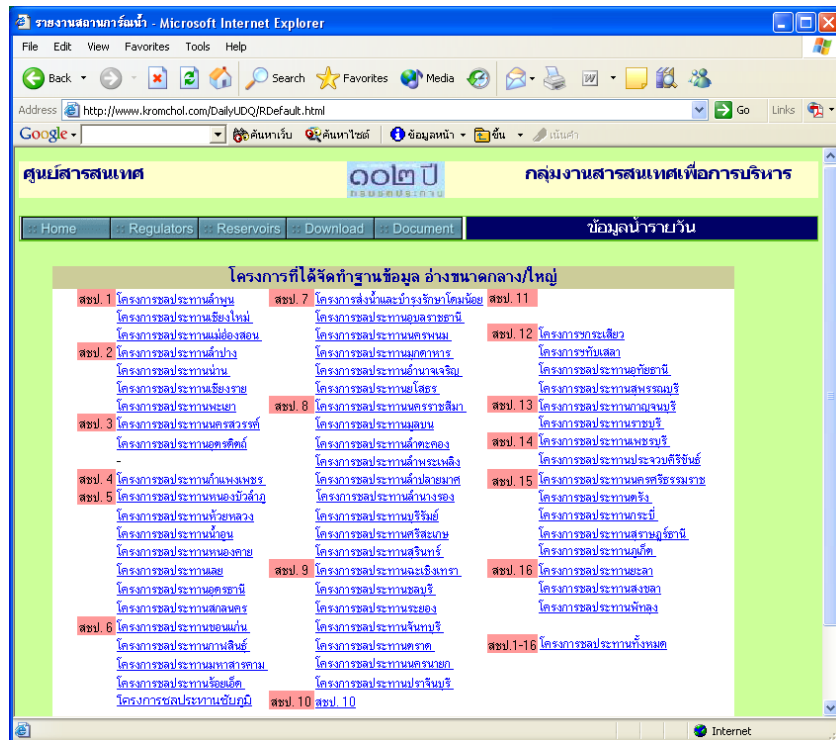 รายงานสถานการ์ณน้ำ - Microsoft Internet Explorer
File Edit View Favorites Tools Help
Back Search Favorites Media
Address http://www.kromchol.com/DailyUDQ/RDefault.html Go Links
Google ค้นหาเว็บ ค้นหาไซต์ ข้อมูลหน้า ขึ้น เน้นคำ
ศูนย์สารสนเทศ ๑๐๒ ปี กลุ่มงานสารสนเทศเพื่อการบริหาร
กรมชลประทาน
:: Home :: Regulators :: Reservoirs :: Download :: Document ข้อมูลน้ำรายวัน
โครงการที่ได้จัดทำฐานข้อมูล อ่างขนาดกลาง/ใหญ่
สชป. 1 โครงการชลประทานลำพูน
โครงการชลประทานเชียงใหม่
โครงการชลประทานแม่ฮ่องสอน
สชป. 2 โครงการชลประทานลำปาง
โครงการชลประทานน่าน
โครงการชลประทานเชียงราย
โครงการชลประทานพะเยา
สชป. 3 โครงการชลประทานนครสวรรค์
โครงการชลประทานอุตรดิตถ์
-
สชป. 4 โครงการชลประทานกำแพงเพชร
สชป. 5 โครงการชลประทานหนองบัวลำภู
โครงการชลประทานห้วยหลวง
โครงการชลประทานน้ำอูน
โครงการชลประทานหนองคาย
โครงการชลประทานเลย
โครงการชลประทานอุดรธานี
โครงการชลประทานสกลนคร
สชป. 6 โครงการชลประทานขอนแก่น
โครงการชลประทานกาฬสินธุ์
โครงการชลประทานมหาสารคาม
โครงการชลประทานร้อยเอ็ด
โครงการชลประทานชัยภูมิ
สชป. 7 โครงการส่งน้ำและบำรุงรักษาโดมน้อย
โครงการชลประทานอุบลราชธานี
โครงการชลประทานนครพนม
โครงการชลประทานมุกดาหาร
โครงการชลประทานอำนาจเจริญ
โครงการชลประทานยโสธร
สชป. 8 โครงการชลประทานนครราชสีมา
โครงการชลประทานมูลบน
โครงการชลประทานลำตะคอง
โครงการชลประทานลำพระเพลิง
โครงการชลประทานลำปลายมาศ
โครงการชลประทานลำนางรอง
โครงการชลประทานบุรีรัมย์
โครงการชลประทานศรีสะเกษ
โครงการชลประทานสุรินทร์
สชป. 9 โครงการชลประทานฉะเชิงเทรา
โครงการชลประทานชลบุรี
โครงการชลประทานระยอง
โครงการชลประทานจันทบุรี
โครงการชลประทานตราด
โครงการชลประทานนครนายก
โครงการชลประทานปราจีนบุรี
สชป. 10 สชป. 10
สชป. 11
สชป. 12 โครงการฯกระเสียว
โครงการฯทับเสลา
โครงการชลประทานอุทัยธานี
โครงการชลประทานสุพรรณบุรี
สชป. 13 โครงการชลประทานกาญจนบุรี
โครงการชลประทานราชบุรี
สชป. 14 โครงการชลประทานเพชรบุรี
โครงการชลประทานประจวบคีรีขันธ์
สชป. 15 โครงการชลประทานนครศรีธรรมราช
โครงการชลประทานตรัง
โครงการชลประทานกระบี่
โครงการชลประทานสุราษฎร์ธานี
โครงการชลประทานภูเก็ต
สชป. 16 โครงการชลประทานยะลา
โครงการชลประทานสงขลา
โครงการชลประทานพัทลุง
สชป.1-16 โครงการชลประทานทั้งหมด
Internet